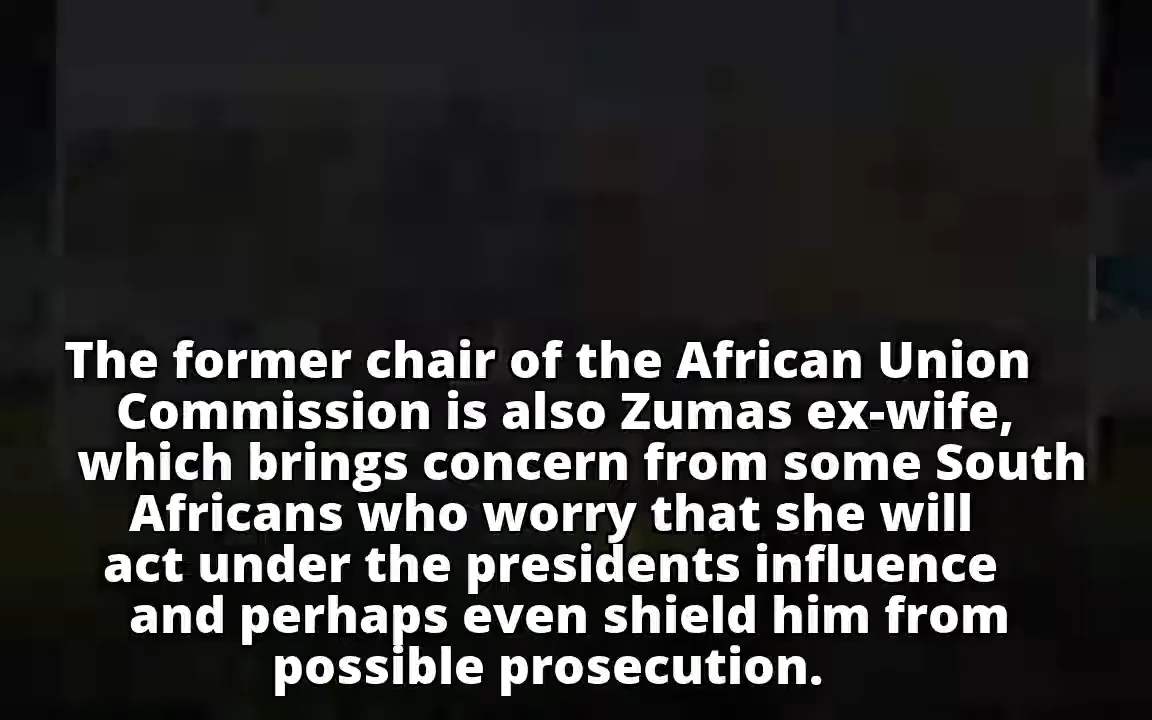 The former chair of the African Union
Commission is also Zumas ex-wife,
which brings concern from some South
Africans who worry that she will
act under the presidents influence
and perhaps even shield him from
possible prosecution.